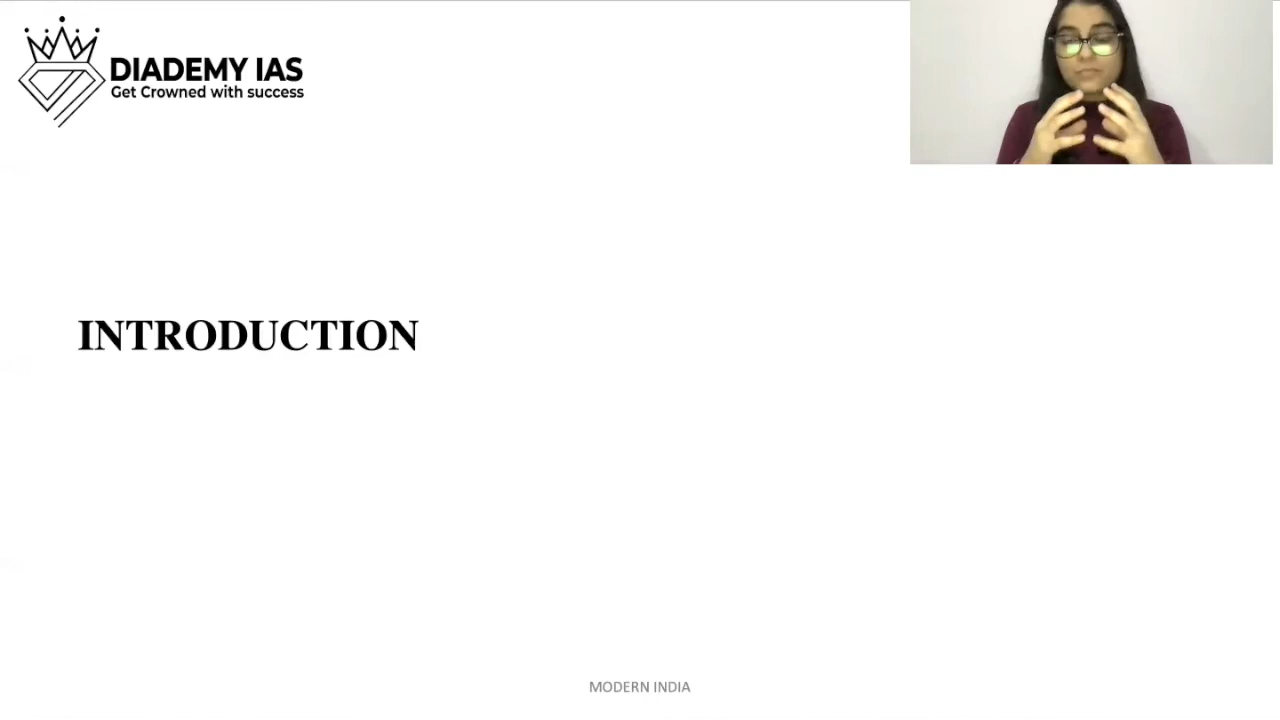 DIADEMY IAS
Get Crowned with success
INTRODUCTION
MODERN INDIA